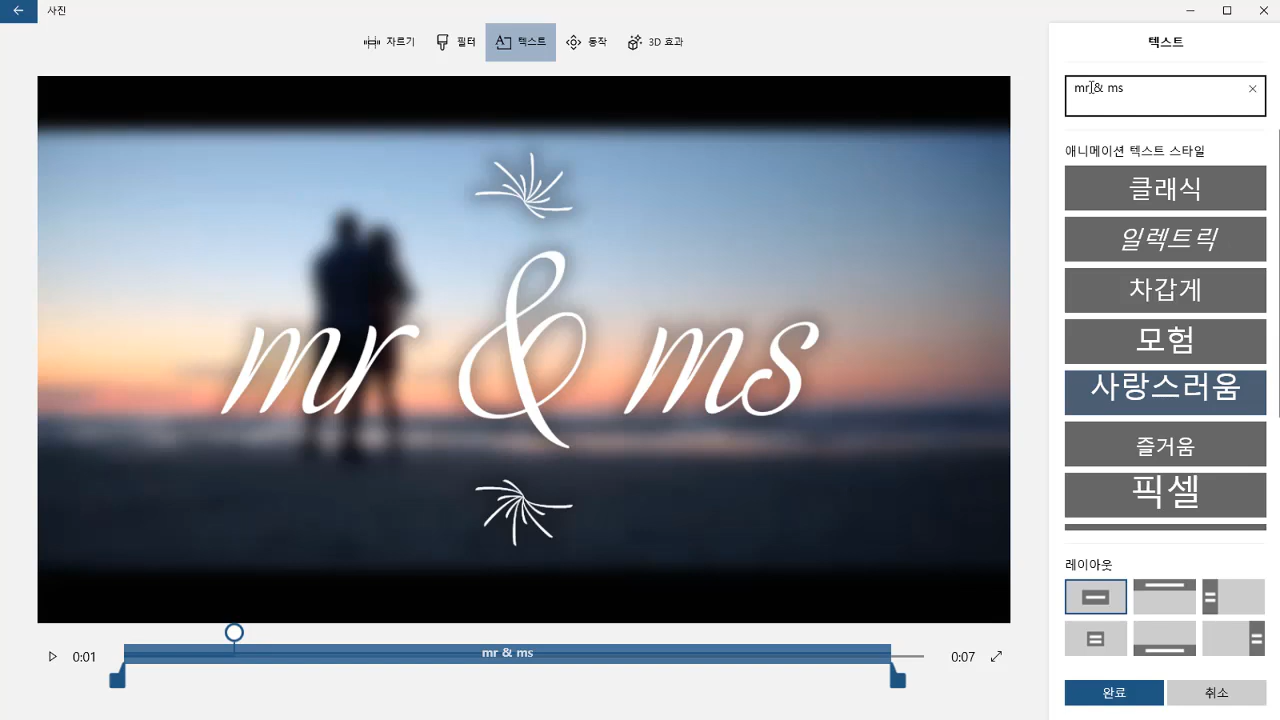 사진
자르기
필터
텍스트
동작
3D 효과
텍스트
mr & ms
애니메이션 텍스트 스타일
클래식
일렉트릭
차갑게
모험
사랑스러움
즐거움
픽셀
mr & ms
0:01
mr & ms
0:07
레이아웃
완료
취소